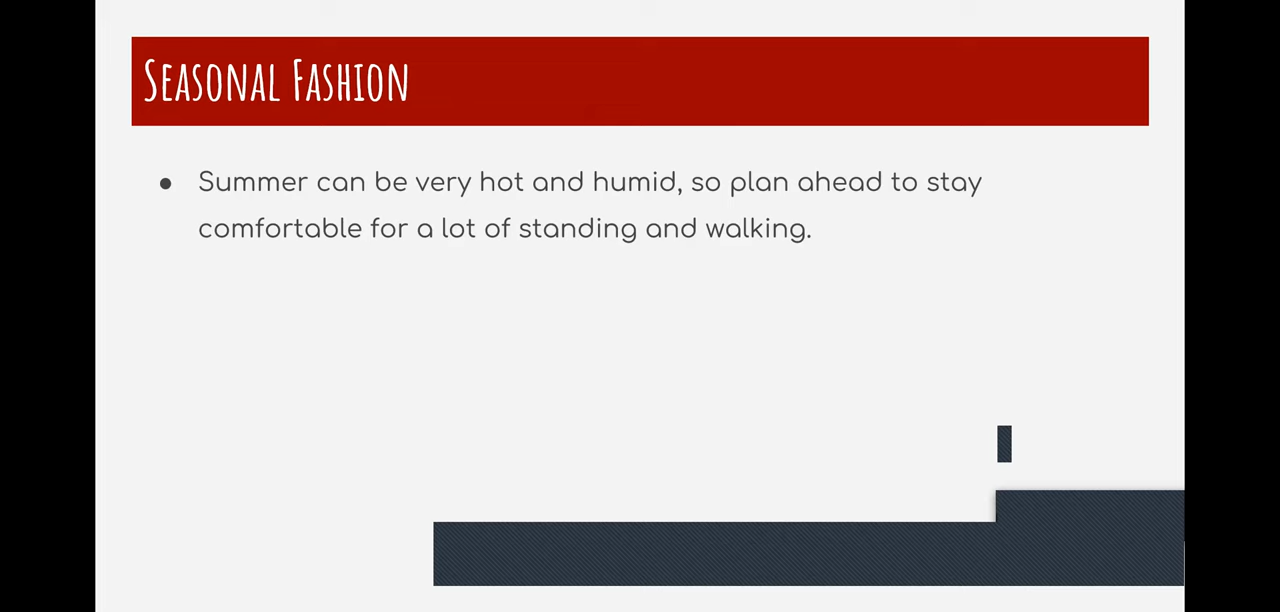 Seasonal Fashion
● Summer can be very hot and humid, so plan ahead to stay
comfortable for a lot of standing and walking.